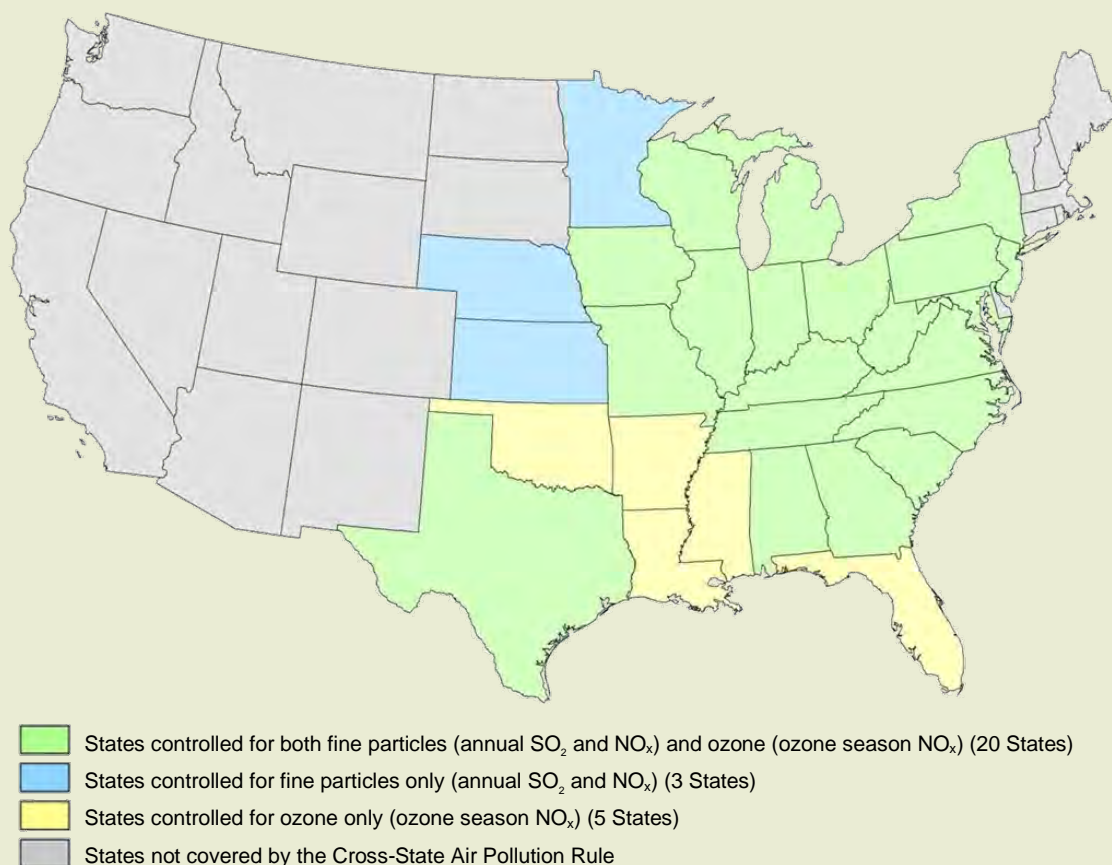 States controlled for both fine particles (annual SO₂ and NOₓ) and ozone (ozone season NOₓ) (20 States)
States controlled for fine particles only (annual SO₂ and NOₓ) (3 States)
States controlled for ozone only (ozone season NOₓ) (5 States)
States not covered by the Cross-State Air Pollution Rule